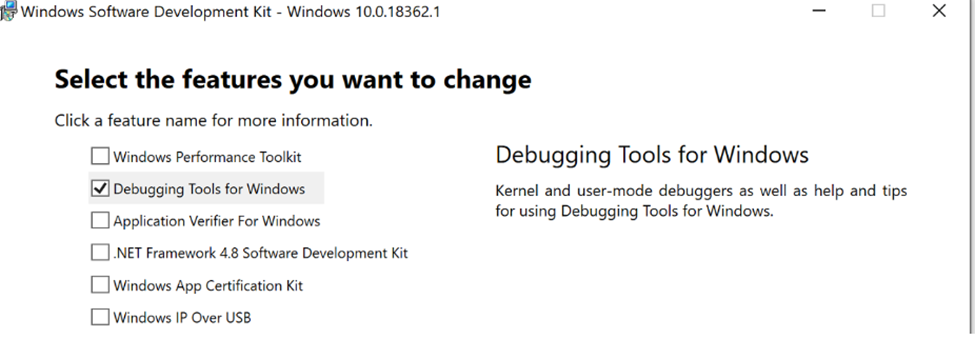 Windows Software Development Kit - Windows 10.0.18362.1
Select the features you want to change
Click a feature name for more information.
Windows Performance Toolkit
Debugging Tools for Windows
Application Verifier For Windows
.NET Framework 4.8 Software Development Kit
Windows App Certification Kit
Windows IP Over USB
Debugging Tools for Windows
Kernel and user-mode debuggers as well as help and tips
for using Debugging Tools for Windows.